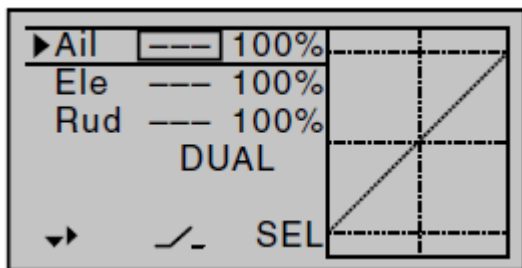 Ail --- 100%
Ele --- 100%
Rud --- 100%
DUAL
SEL